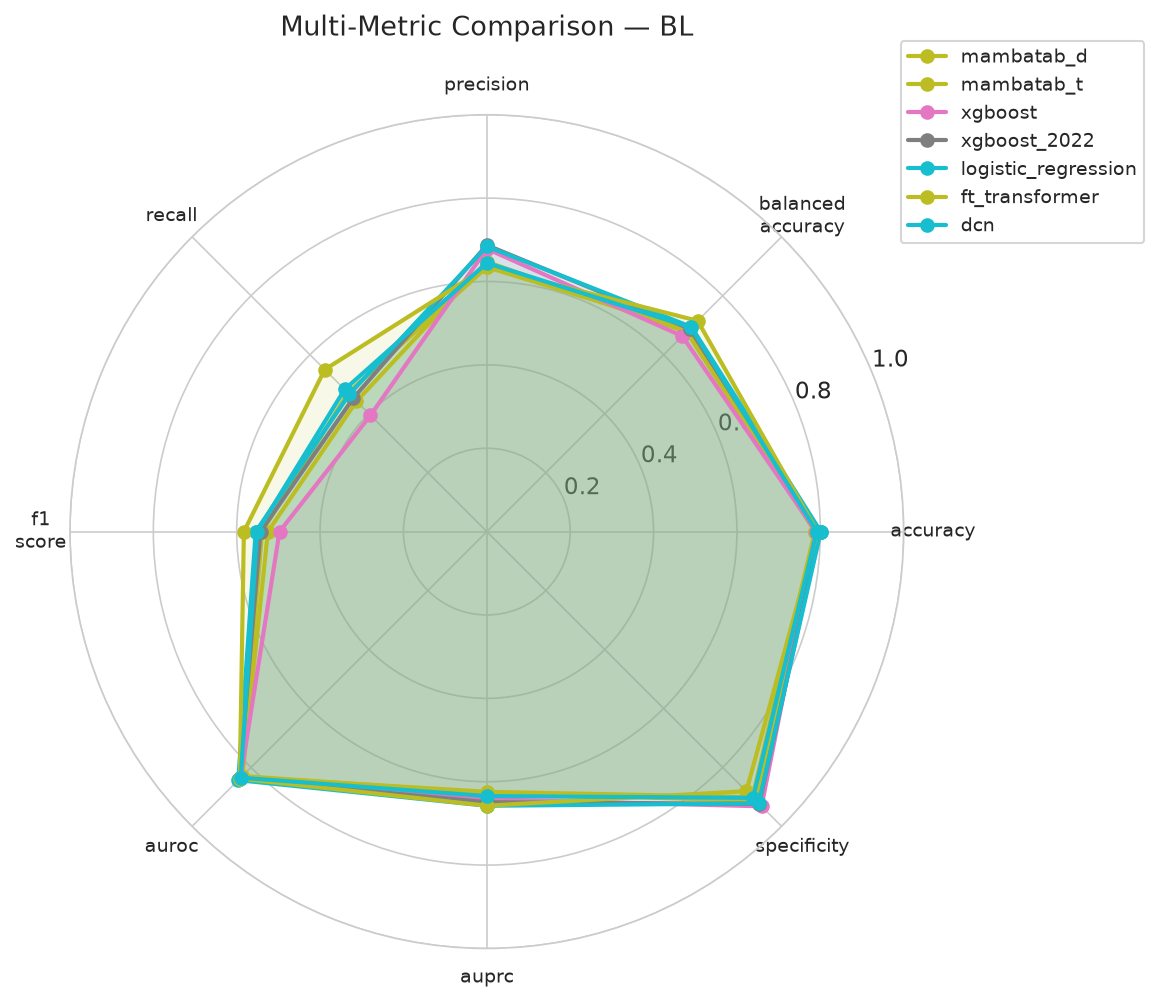 Multi-Metric Comparison — BL
mambatab_d
mambatab_t
xgboost
xgboost_2022
logistic_regression
ft_transformer
dcn
precision
balanced
accuracy
recall
1.0
0.8
0.
0.4
0.2
f1
score
accuracy
auroc
specificity
auprc